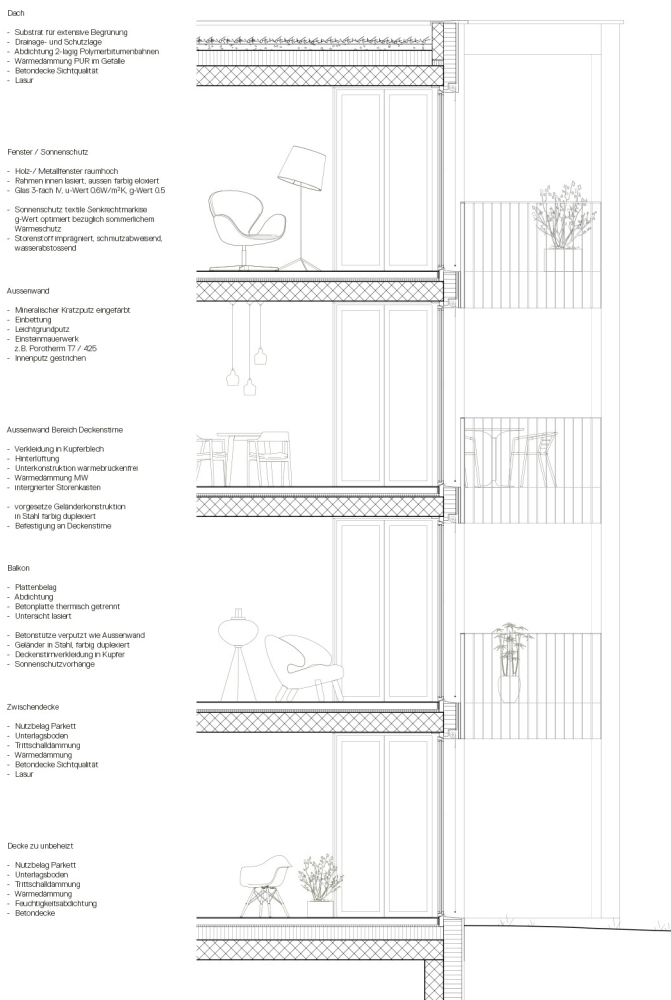 Dach
- Substrat für extensive Begrünung
- Drainage- und Schutzlage
- Abdichtung 2-lagig Polymerbitumenbahnen
- Wärmedämmung PUR im Gefälle
- Betondecke Sichtqualität
- Lasur
Fenster / Sonnenschutz
- Holz-/ Metallfenster raumhoch
- Rahmen innen lasiert, aussen farbig eloxiert
- Glas 3-fach IV, u-Wert 0.6W/m²K, g-Wert 0.5
- Sonnenschutz textile Senkrechtmarkise
g-Wert optimiert bezüglich sommerlichem
Wärmeschutz
- Storenstoff imprägniert, schmutzabweisend,
wasserabstossend
Aussenwand
- Mineralischer Kratzputz eingefärbt
- Einbettung
- Leichtgrundputz
- Einsteinmauerwerk
z.B. Porotherm T7 / 425
- Innenputz gestrichen
Aussenwand Bereich Deckenstirne
- Verkleidung in Kupferblech
- Hinterlüftung
- Unterkonstruktion wärmebrückenfrei
- Wärmedämmung MW
- intergrierter Storenkasten
- vorgesetze Geländerkonstruktion
in Stahl farbig duplexiert
- Befestigung an Deckenstirne
Balkon
- Plattenbelag
- Abdichtung
- Betonplatte thermisch getrennt
- Untersicht lasiert
- Betonstütze verputzt wie Aussenwand
- Geländer in Stahl, farbig duplexiert
- Deckenstirnverkleidung in Kupfer
- Sonnenschutzvorhänge
Zwischendecke
- Nutzbelag Parkett
- Unterlagsboden
- Trittschalldämmung
- Wärmedämmung
- Betondecke Sichtqualität
- Lasur
Decke zu unbeheizt
- Nutzbelag Parkett
- Unterlagsboden
- Trittschalldämmung
- Wärmedämmung
- Feuchtigkeitsabdichtung
- Betondecke